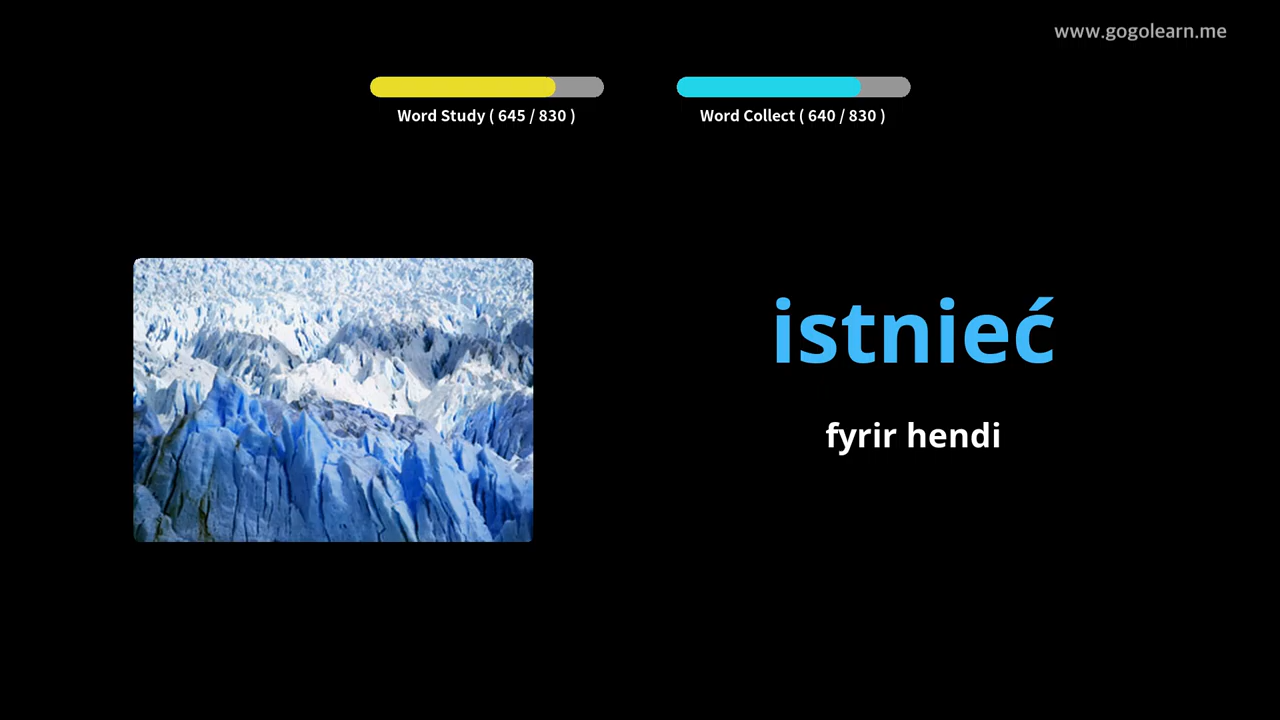 www.gogolearn.me
Word Study ( 645 / 830 )
Word Collect ( 640 / 830 )
istnieć
fyrir hendi